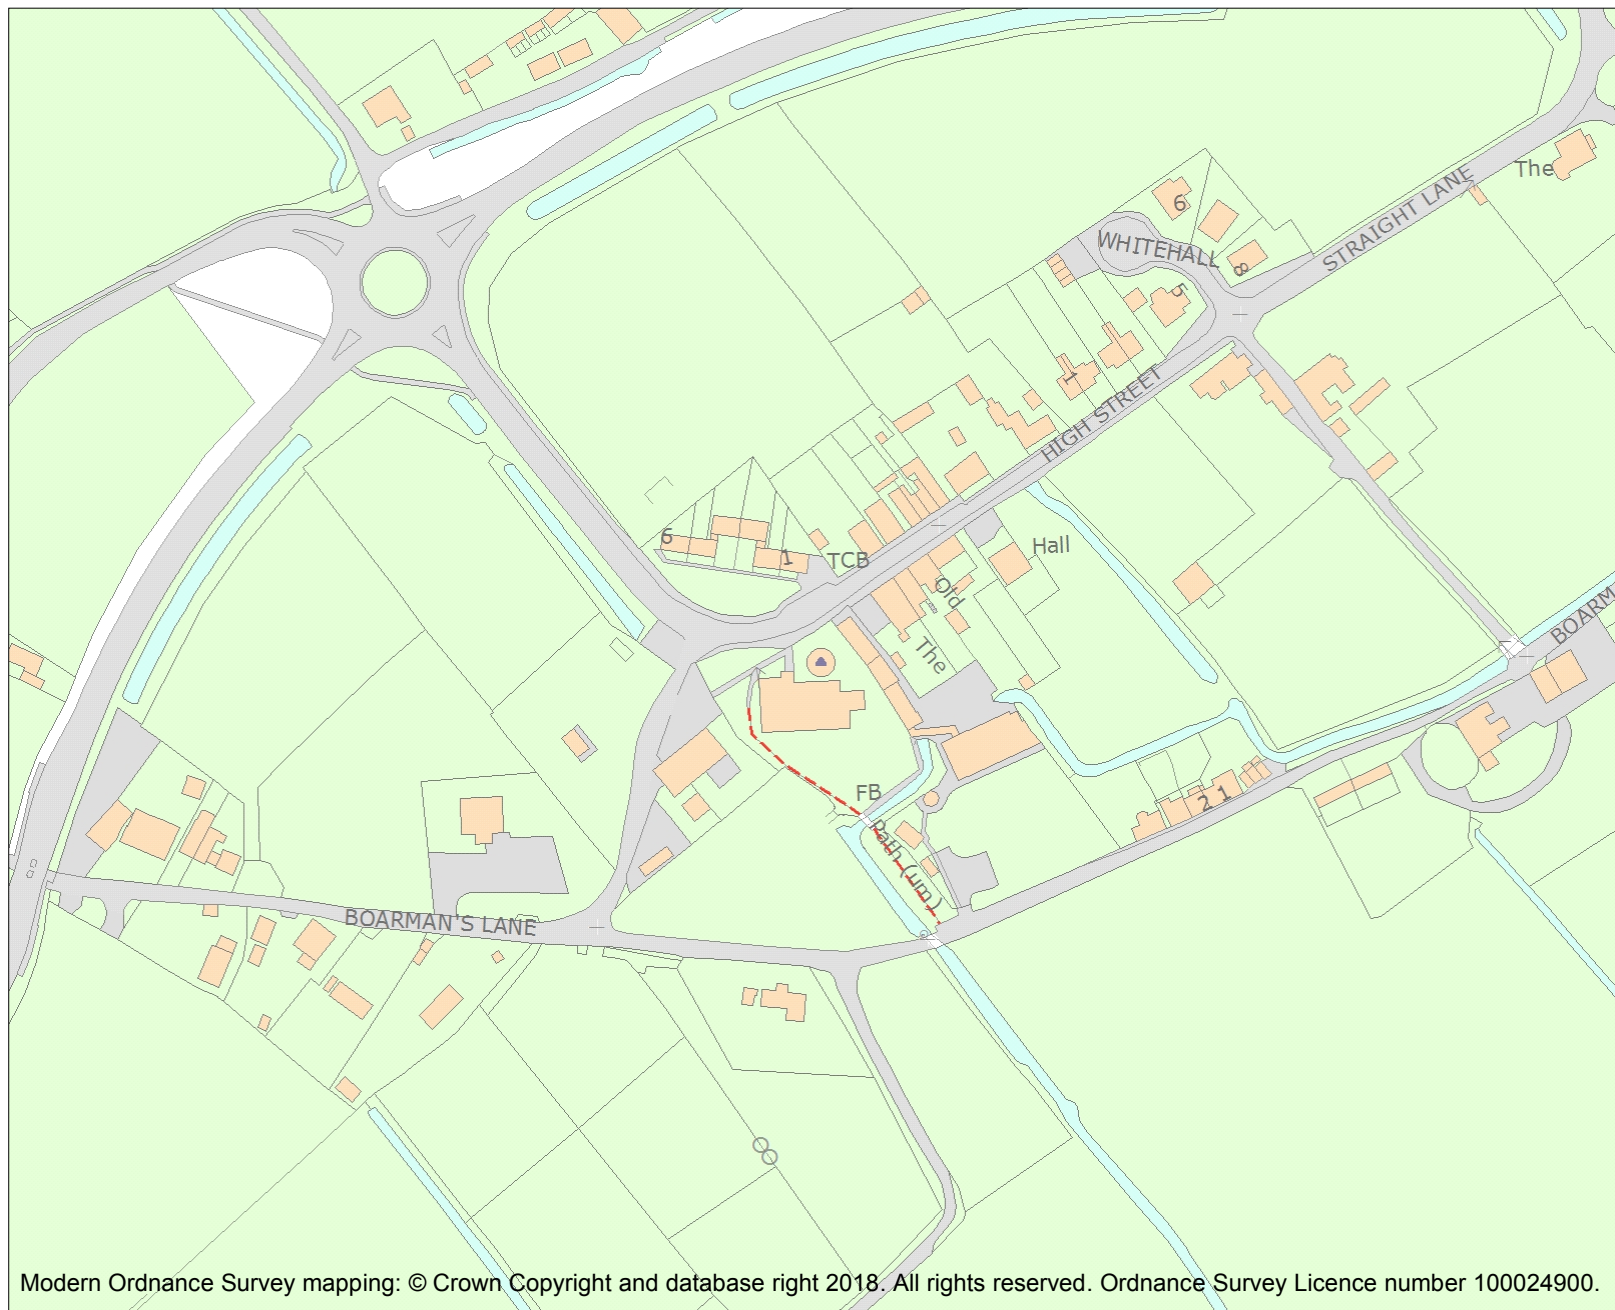 The
6
STRAIGHT LANE
WHITEHALL
8
5
1
HIGH STREET
6
1
TCB
Hall
Old
The
BOARM
FB
Path (um)
2 1
BOARMAN'S LANE
Modern Ordnance Survey mapping: © Crown Copyright and database right 2018. All rights reserved. Ordnance Survey Licence number 100024900.